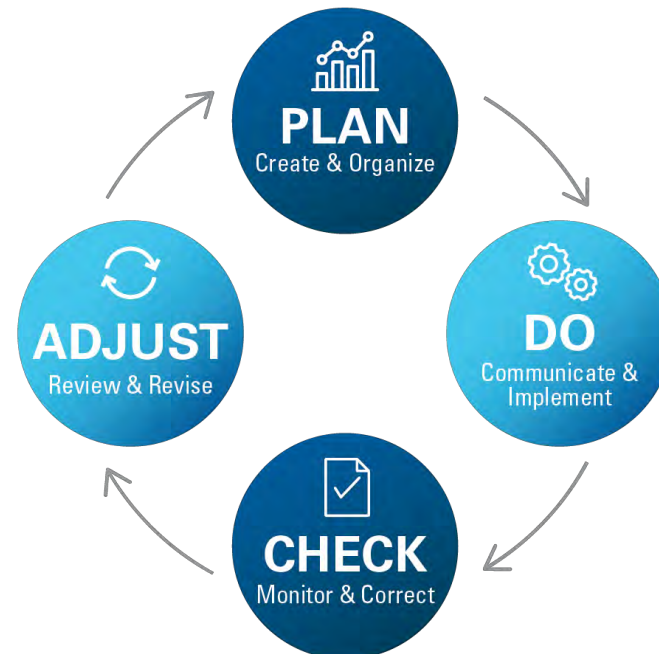 PLAN
Create & Organize
DO
Communicate &
Implement
CHECK
Monitor & Correct
ADJUST
Review & Revise